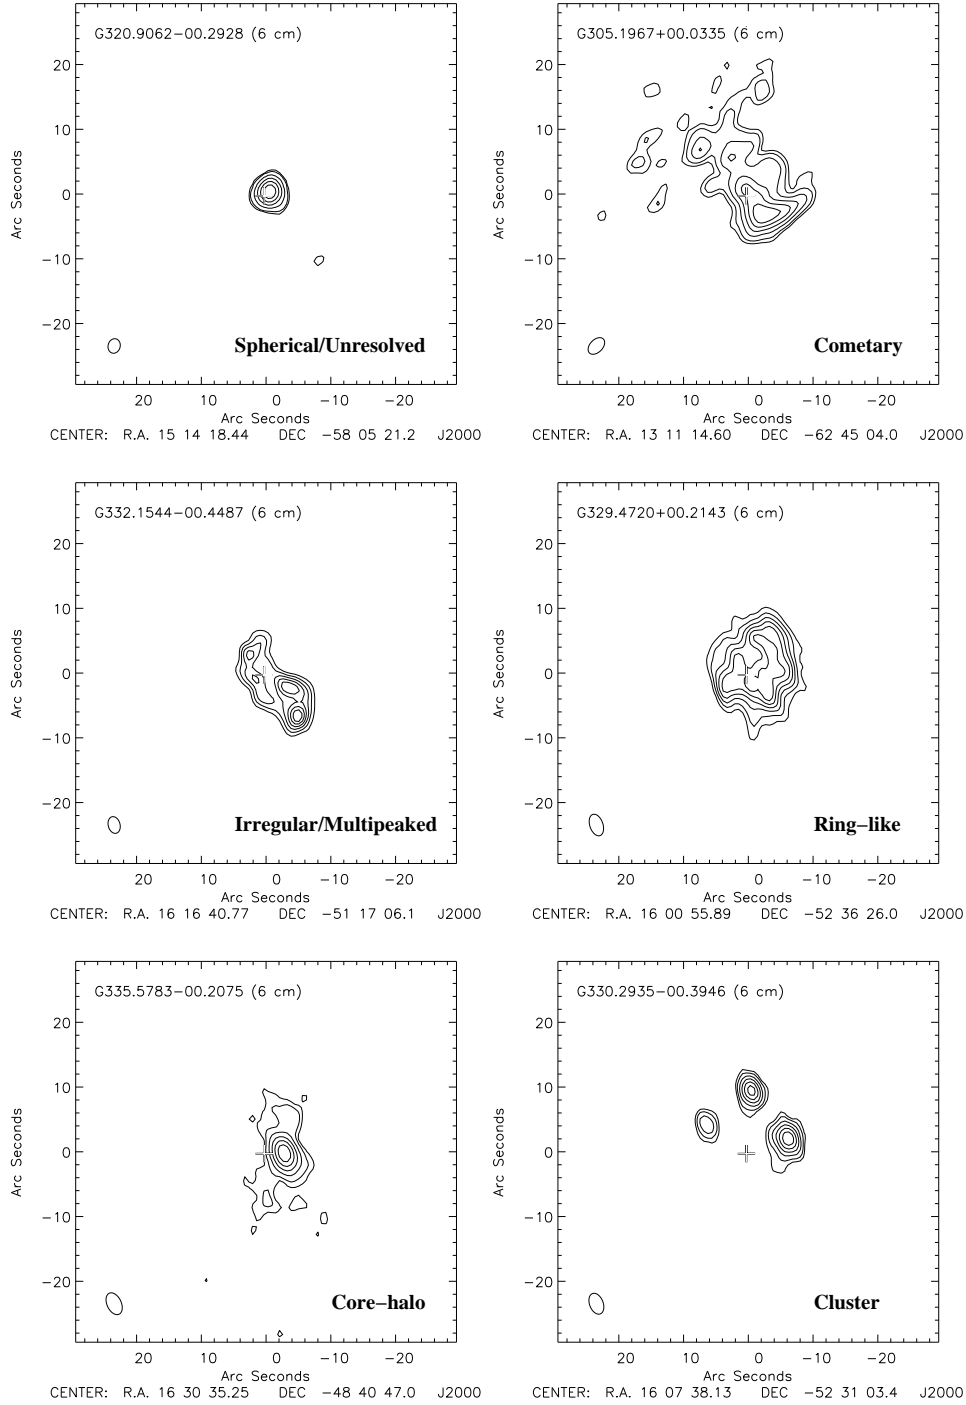 G320.9062−00.2928 (6 cm)
20
10
0
−10
−20
Arc Seconds
Spherical/Unresolved
20 10 0 −10 −20
Arc Seconds
CENTER: R.A. 15 14 18.44 DEC −58 05 21.2 J2000
G305.1967+00.0335 (6 cm)
20
10
0
−10
−20
Arc Seconds
Cometary
20 10 0 −10 −20
Arc Seconds
CENTER: R.A. 13 11 14.60 DEC −62 45 04.0 J2000
G332.1544−00.4487 (6 cm)
20
10
0
−10
−20
Arc Seconds
Irregular/Multipeaked
20 10 0 −10 −20
Arc Seconds
CENTER: R.A. 16 16 40.77 DEC −51 17 06.1 J2000
G329.4720+00.2143 (6 cm)
20
10
0
−10
−20
Arc Seconds
Ring−like
20 10 0 −10 −20
Arc Seconds
CENTER: R.A. 16 00 55.89 DEC −52 36 26.0 J2000
G335.5783−00.2075 (6 cm)
20
10
0
−10
−20
Arc Seconds
Core−halo
20 10 0 −10 −20
Arc Seconds
CENTER: R.A. 16 30 35.25 DEC −48 40 47.0 J2000
G330.2935−00.3946 (6 cm)
20
10
0
−10
−20
Arc Seconds
Cluster
20 10 0 −10 −20
Arc Seconds
CENTER: R.A. 16 07 38.13 DEC −52 31 03.4 J2000